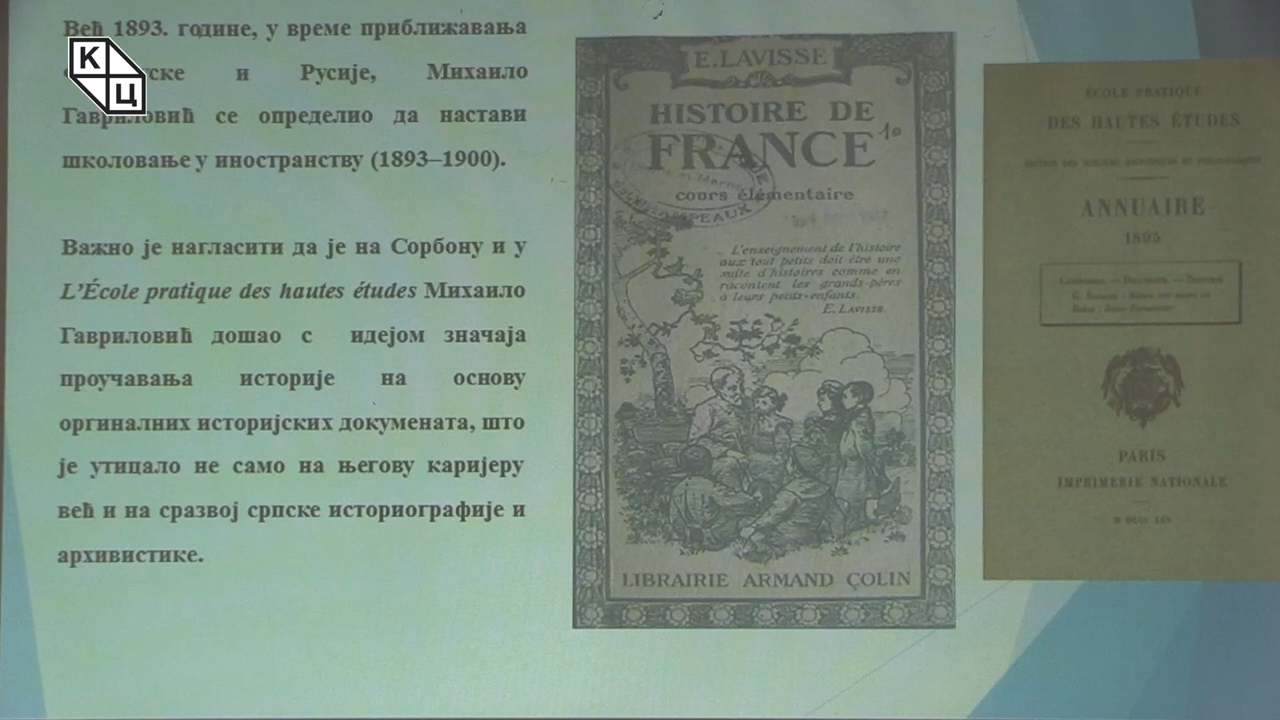 Већ 1893. године, у време приближавања
и Русије, Михаило
Гавриловић се определио да настави
школовање у иностранству (1893–1900).
Важно је нагласити да је на Сорбону и у
L’École pratique des hautes études Михаило
Гавриловић дошао с идејом значаја
проучавања историје на основу
оргиналних историјских докумената, што
је утицало не само на његову каријеру
већ и на сразвој српске историографије и
архивистике.
К
Ц
E. LAVISSE
HISTOIRE DE
FRANCE
cours élémentaire
L'enseignement de l'histoire
aux tout petits doit être une
suite d'histoires comme en
racontent les grands-pères
à leurs petits-enfants.
E. LAVISSE
LIBRAIRIE ARMAND COLIN
ÉCOLE PRATIQUE
DES HAUTES ÉTUDES
ANNUAIRE
1895
PARIS
IMPRIMERIE NATIONALE